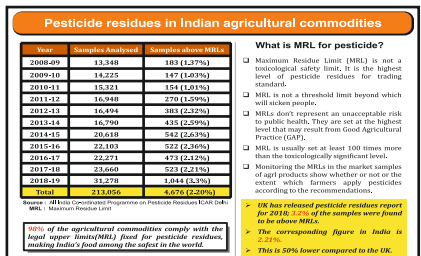 Pesticide residues in Indian agricultural commodities
Year Samples Analysed Samples above MRLs
2008-09 13,348 183 (1.37%)
2009-10 14,225 147 (1.03%)
2010-11 15,321 154 (1.01%)
2011-12 16,948 270 (1.59%)
2012-13 16,494 383 (2.32%)
2013-14 16,790 435 (2.59%)
2014-15 20,618 542 (2.63%)
2015-16 22,103 522 (2.36%)
2016-17 22,271 473 (2.12%)
2017-18 23,660 523 (2.21%)
2018-19 31,278 1,044 (3.3%)
Total 213,056 4,676 (2.20%)
Source : All India Co-ordinated Programme on Pesticide Residues ICAR Delhi
MRL : Maximum Residue Limit
98% of the agricultural commodities comply with the
legal upper limits(MRL) fixed for pesticide residues,
making India's food among the safest in the world.
What is MRL for pesticide?
Maximum Residue Limit (MRL) is not a
toxicological safety limit. It is the highest
level of pesticide residues for trading
standard.
MRL is not a threshold limit beyond which
will sicken people.
MRLs don't represent an unacceptable risk
to public health. They are set at the highest
level that may result from Good Agricultural
Practice (GAP).
MRL is usually set at least 100 times more
than the toxicologically significant level.
Monitoring the MRLs in the market samples
of agrl products show whether or not or the
extent which farmers apply pesticides
according to the recommendations.
➢ UK has released pesticide residues report
for 2018; 3.2% of the samples were found
to be above MRLs.
➢ The corresponding figure in India is
2.21%.
➢ This is 50% lower compared to the UK.